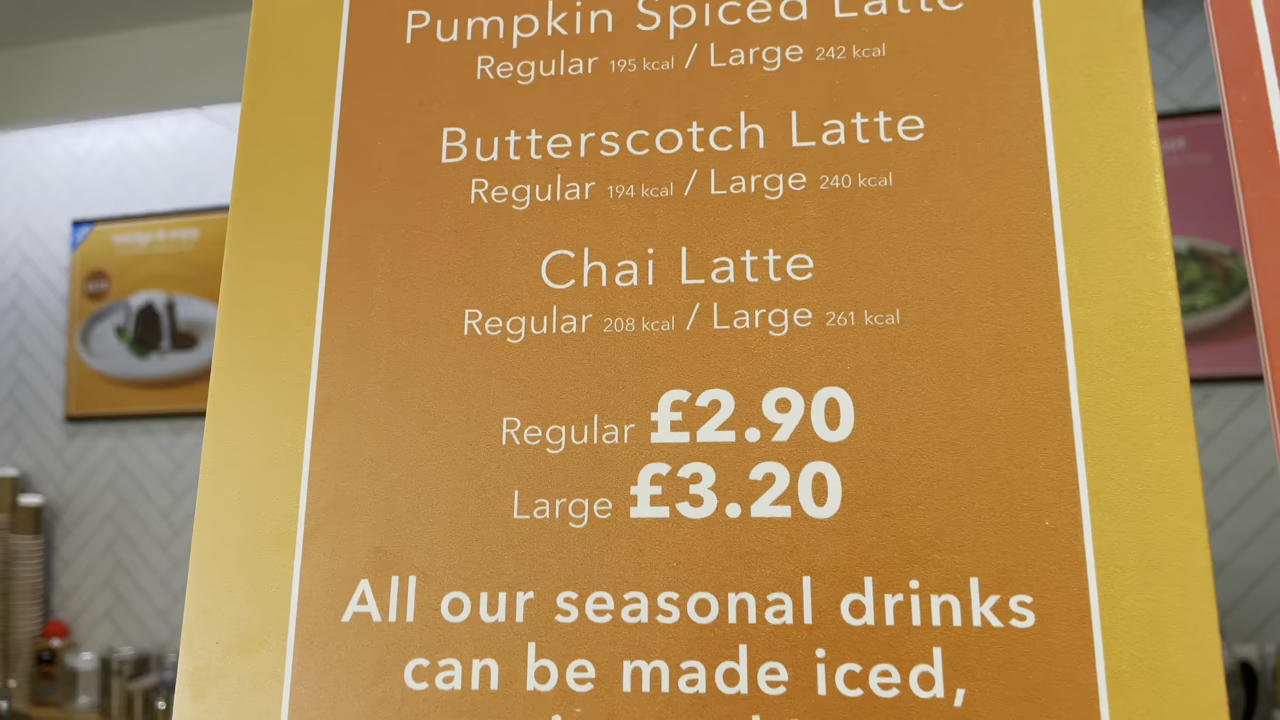 Pumpkin Spiced Latte
Regular 195 kcal / Large 242 kcal
Butterscotch Latte
Regular 194 kcal / Large 240 kcal
Chai Latte
Regular 208 kcal / Large 261 kcal
Regular £2.90
Large £3.20
All our seasonal drinks
can be made iced,